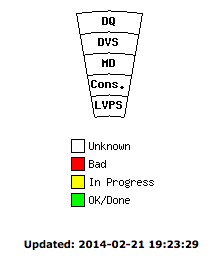 DQ
DVS
MD
Cons.
LVPS
Unknown
Bad
In Progress
OK/Done
Updated: 2014-02-21 19:23:29